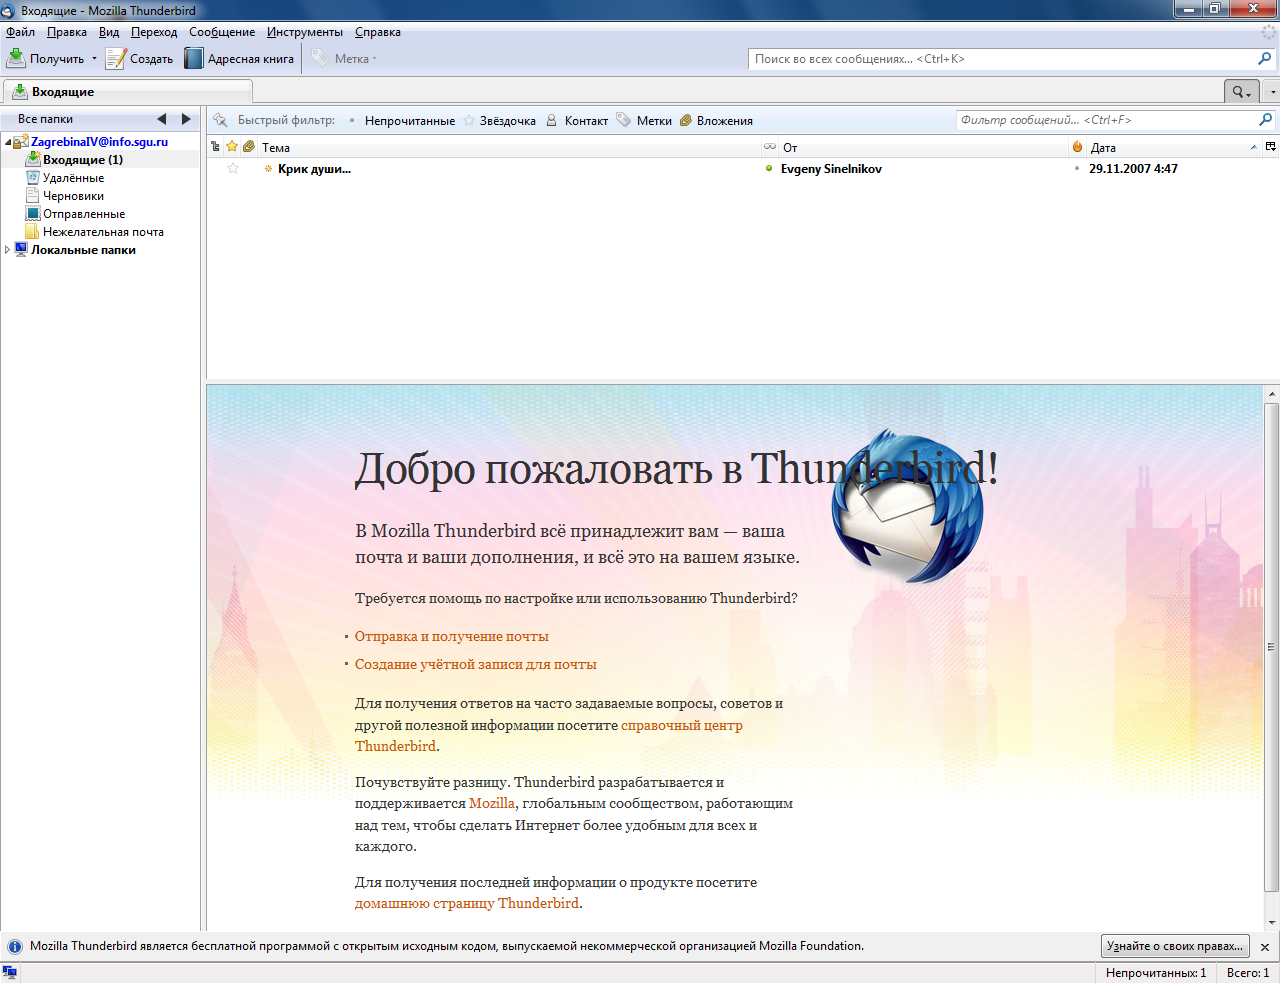 Входящие - Mozilla Thunderbird
Файл Правка Вид Переход Сообщение Инструменты Справка
Получить Создать Адресная книга Метка Поиск во всех сообщениях... <Ctrl+K>
Входящие
Все папки
ZagrebinaIV@info.sgu.ru
Входящие (1)
Удалённые
Черновики
Отправленные
Нежелательная почта
Локальные папки
Быстрый фильтр: Непрочитанные Звёздочка Контакт Метки Вложения Фильтр сообщений... <Ctrl+F>
Тема От Дата
Крик души... Evgeny Sinelnikov 29.11.2007 4:47
Добро пожаловать в Thunderbird!
В Mozilla Thunderbird всё принадлежит вам — ваша
почта и ваши дополнения, и всё это на вашем языке.
Требуется помощь по настройке или использованию Thunderbird?
Отправка и получение почты
Создание учётной записи для почты
Для получения ответов на часто задаваемые вопросы, советов и
другой полезной информации посетите справочный центр
Thunderbird.
Почувствуйте разницу. Thunderbird разрабатывается и
поддерживается Mozilla, глобальным сообществом, работающим
над тем, чтобы сделать Интернет более удобным для всех и
каждого.
Для получения последней информации о продукте посетите
домашнюю страницу Thunderbird.
Mozilla Thunderbird является бесплатной программой с открытым исходным кодом, выпускаемой некоммерческой организацией Mozilla Foundation. Узнайте о своих правах...
Непрочитанных: 1 Всего: 1